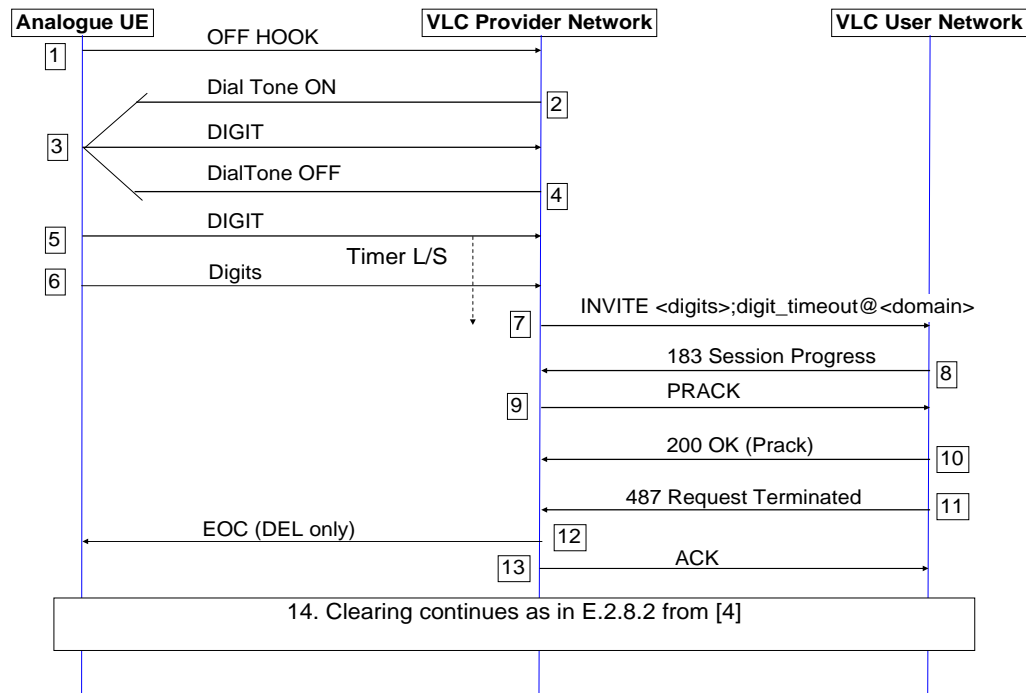 Analogue UE
VLC Provider Network
VLC User Network
OFF HOOK
1
Dial Tone ON
2
DIGIT
3
DialTone OFF
4
DIGIT
5
Timer L/S
Digits
6
INVITE <digits>;digit_timeout@<domain>
7
183 Session Progress
8
PRACK
9
200 OK (Prack)
10
487 Request Terminated
11
EOC (DEL only)
12
ACK
13
14. Clearing continues as in E.2.8.2 from [4]